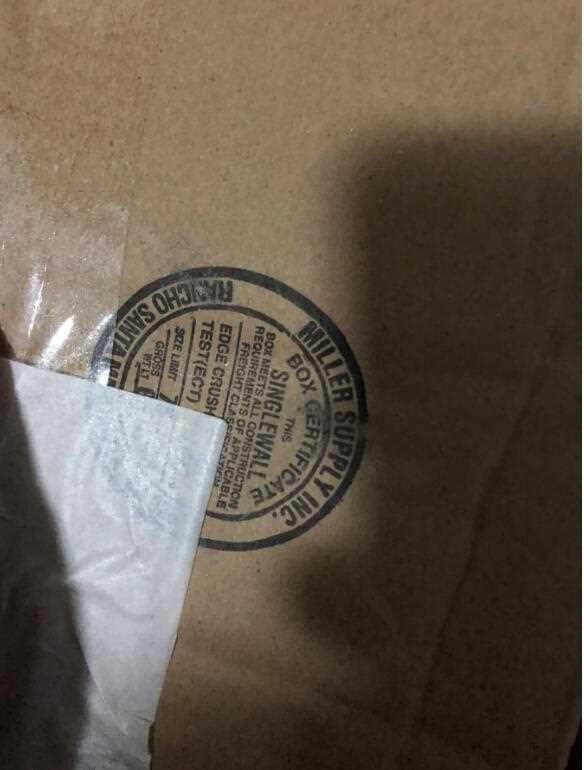 MILLER SUPPLY INC.
BOX CERTIFICATE
THIS
SINGLEWALL
BOX MEETS ALL CONSTRUCTION
REQUIREMENTS OF APPLICABLE
FREIGHT
EDGE CRUSH
TEST(ECT)
SIZE LIMIT
GROSS
RANCHO SANTA